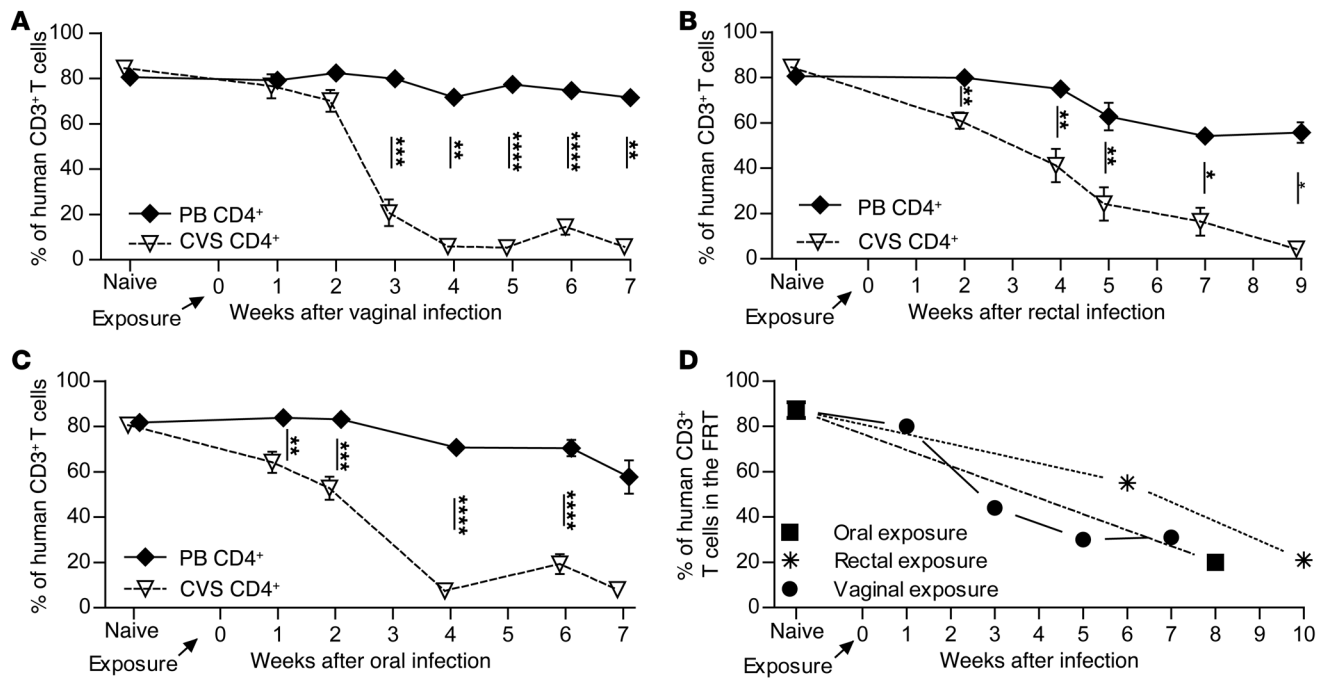 A
% of human CD3⁺ T cells
100
80
60
40
20
0
***
**
****
****
**
PB CD4⁺
CVS CD4⁺
Naive
0 1 2 3 4 5 6 7
Exposure
Weeks after vaginal infection
B
% of human CD3⁺ T cells
100
80
60
40
20
0
**
**
**
*
*
PB CD4⁺
CVS CD4⁺
Naive
0 1 2 3 4 5 6 7 8 9
Exposure
Weeks after rectal infection
C
% of human CD3⁺ T cells
100
80
60
40
20
0
**
***
****
****
PB CD4⁺
CVS CD4⁺
Naive
0 1 2 3 4 5 6 7
Exposure
Weeks after oral infection
D
% of human CD3⁺
T cells in the FRT
100
80
60
40
20
0
Oral exposure
Rectal exposure
Vaginal exposure
Naive
0 1 2 3 4 5 6 7 8 9 10
Exposure
Weeks after infection